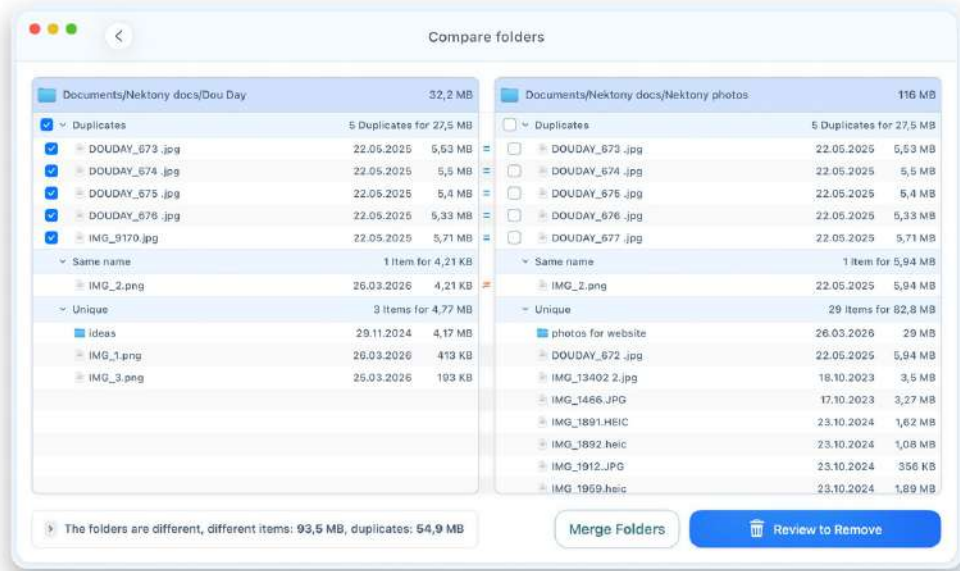 Compare folders
Documents/Nektony docs/Dou Day 32,2 MB
Duplicates 5 Duplicates for 27,5 MB
DOUDAY_673 .jpg 22.05.2025 5,53 MB =
DOUDAY_674 .jpg 22.05.2025 5,5 MB =
DOUDAY_675 .jpg 22.05.2025 5,4 MB =
DOUDAY_676 .jpg 22.05.2025 5,33 MB =
IMG_9170.jpg 22.05.2025 5,71 MB =
Same name 1 Item for 4,21 KB
IMG_2.png 26.03.2026 4,21 KB ≠
Unique 3 Items for 4,77 MB
ideas 29.11.2024 4,17 MB
IMG_1.png 26.03.2026 413 KB
IMG_3.png 25.03.2026 193 KB
Documents/Nektony docs/Nektony photos 116 MB
Duplicates 5 Duplicates for 27,5 MB
DOUDAY_673 .jpg 22.05.2025 5,53 MB
DOUDAY_674 .jpg 22.05.2025 5,5 MB
DOUDAY_675 .jpg 22.05.2025 5,4 MB
DOUDAY_676 .jpg 22.05.2025 5,33 MB
DOUDAY_677 .jpg 22.05.2025 5,71 MB
Same name 1 Item for 5,94 MB
IMG_2.png 22.05.2025 5,94 MB
Unique 29 Items for 82,8 MB
photos for website 26.03.2026 29 MB
DOUDAY_672 .jpg 22.05.2025 5,94 MB
IMG_13402 2.jpg 18.10.2023 3,5 MB
IMG_1466.JPG 17.10.2023 3,27 MB
IMG_1891.HEIC 23.10.2024 1,62 MB
IMG_1892.heic 23.10.2024 1,08 MB
IMG_1912.JPG 23.10.2024 356 KB
IMG_1959.heic 23.10.2024 1,89 MB
The folders are different, different items: 93,5 MB, duplicates: 54,9 MB
Merge Folders
Review to Remove